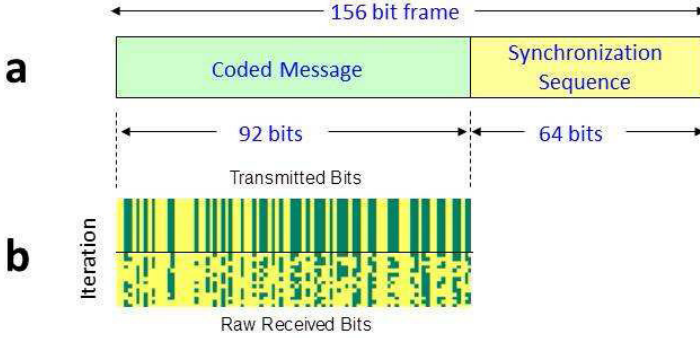 156 bit frame
a
Coded Message
Synchronization
Sequence
92 bits
64 bits
Transmitted Bits
b
Iteration
Raw Received Bits